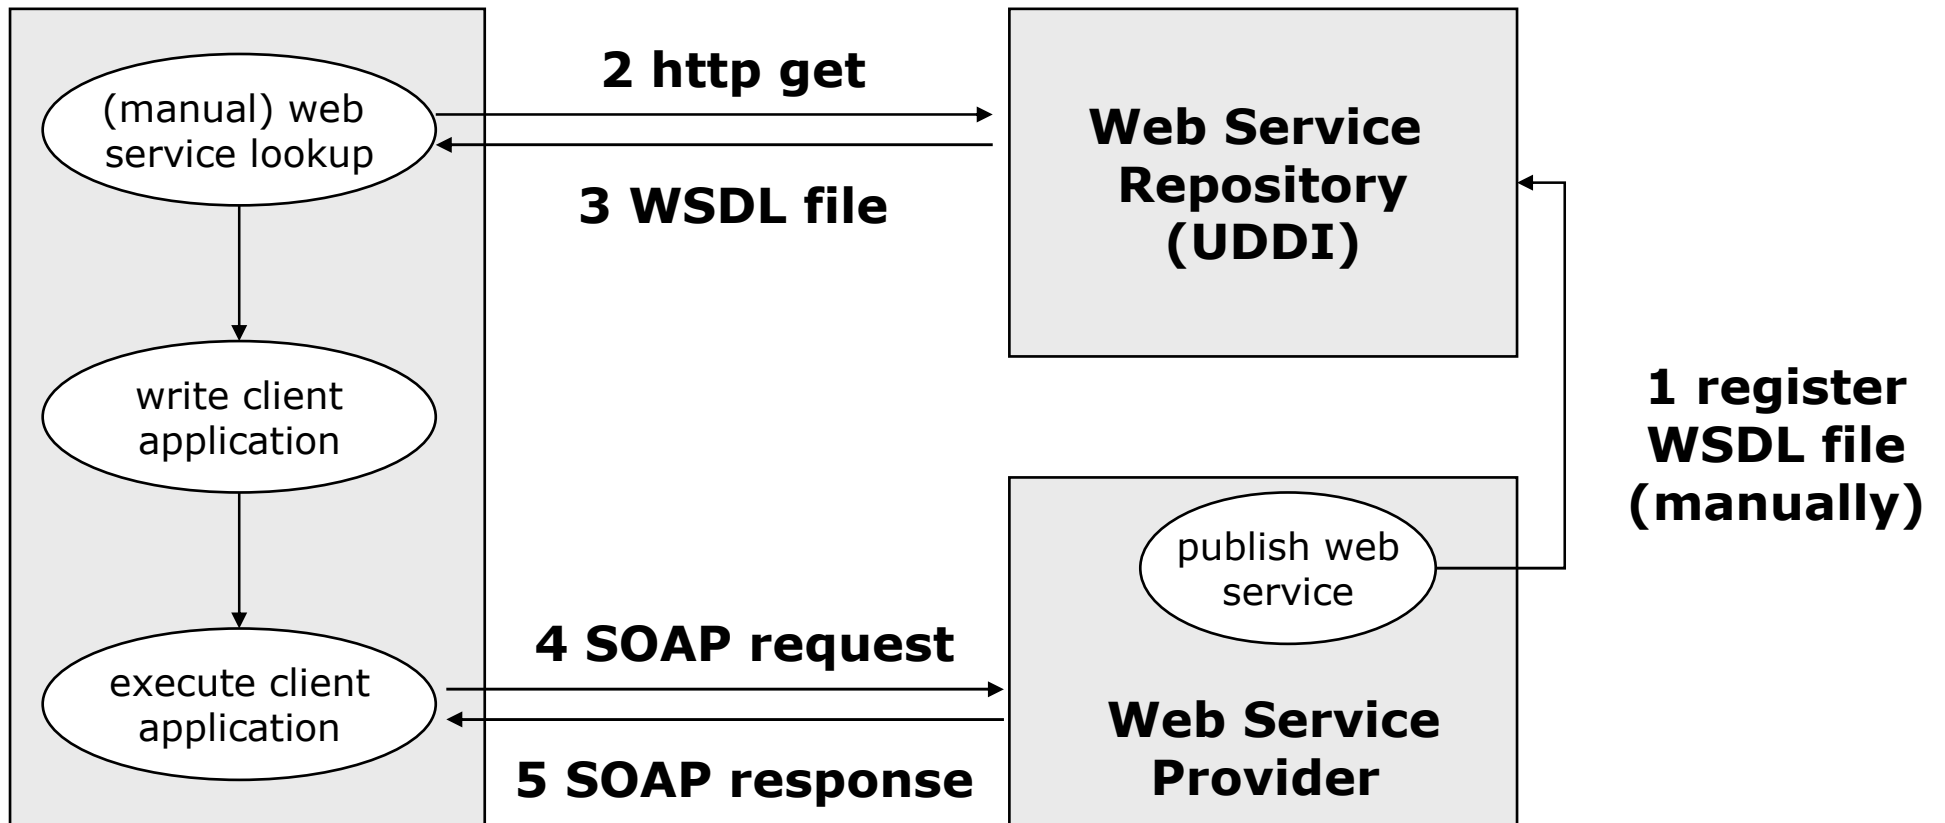 (manual) web
service lookup
write client
application
execute client
application
2 http get
3 WSDL file
4 SOAP request
5 SOAP response
Web Service
Repository
(UDDI)
publish web
service
Web Service
Provider
1 register
WSDL file
(manually)